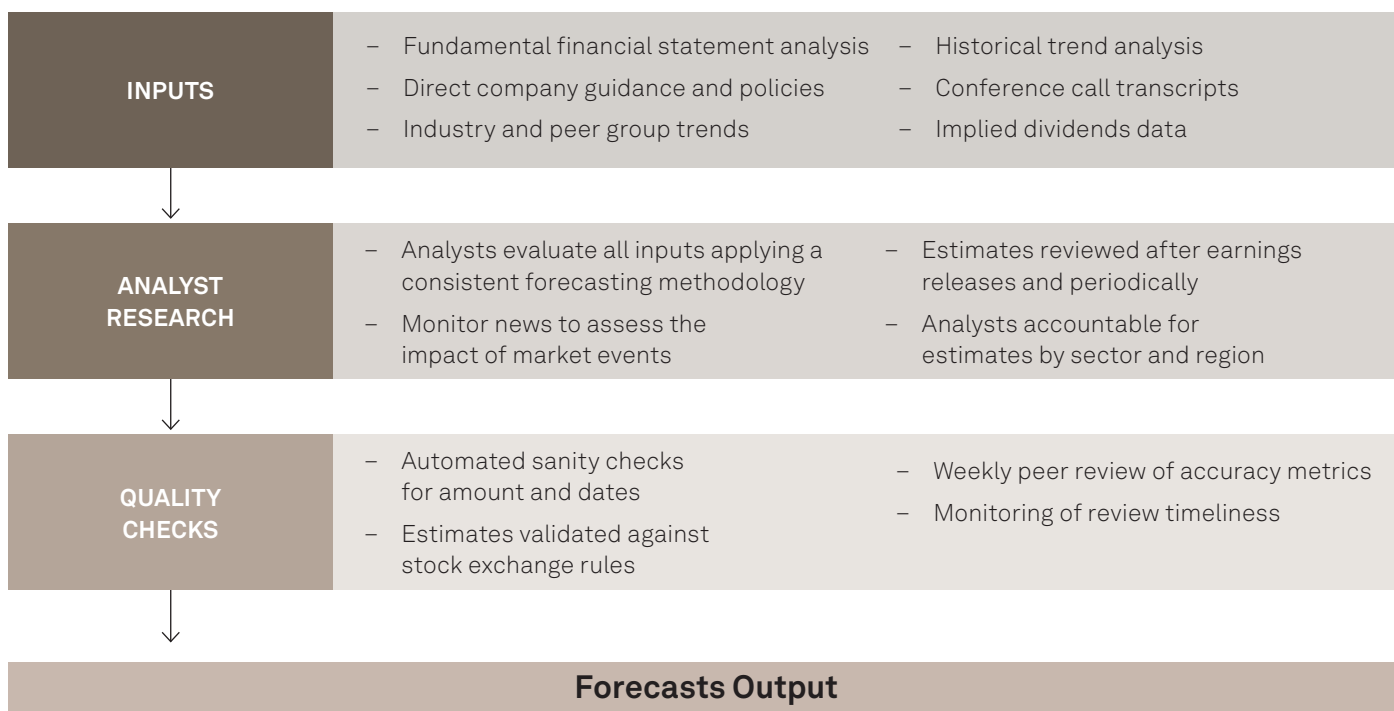 INPUTS
– Fundamental financial statement analysis
– Direct company guidance and policies
– Industry and peer group trends
– Historical trend analysis
– Conference call transcripts
– Implied dividends data
ANALYST
RESEARCH
– Analysts evaluate all inputs applying a
consistent forecasting methodology
– Monitor news to assess the
impact of market events
– Estimates reviewed after earnings
releases and periodically
– Analysts accountable for
estimates by sector and region
QUALITY
CHECKS
– Automated sanity checks
for amount and dates
– Estimates validated against
stock exchange rules
– Weekly peer review of accuracy metrics
– Monitoring of review timeliness
Forecasts Output